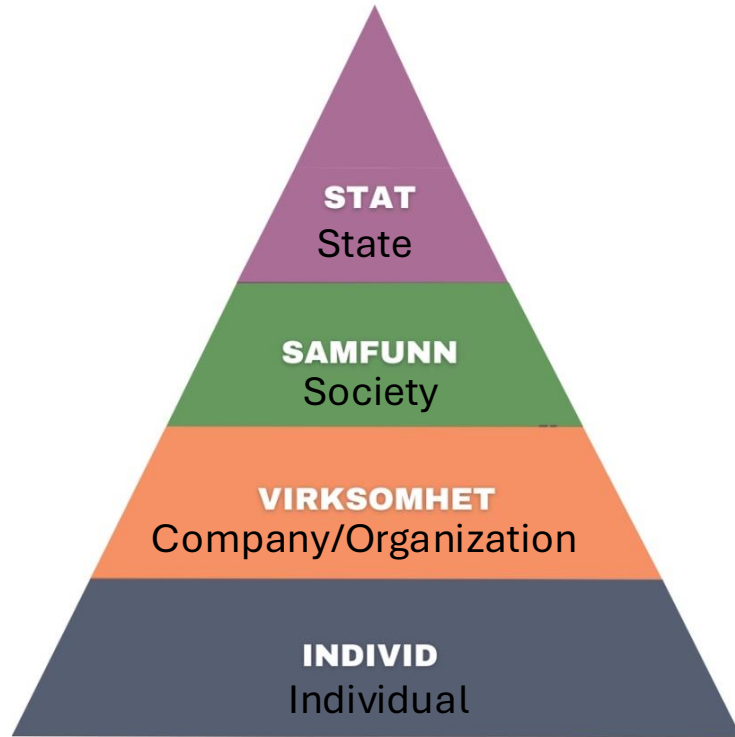 STAT
State
SAMFUNN
Society
VIRKSOMHET
Company/Organization
INDIVID
Individual